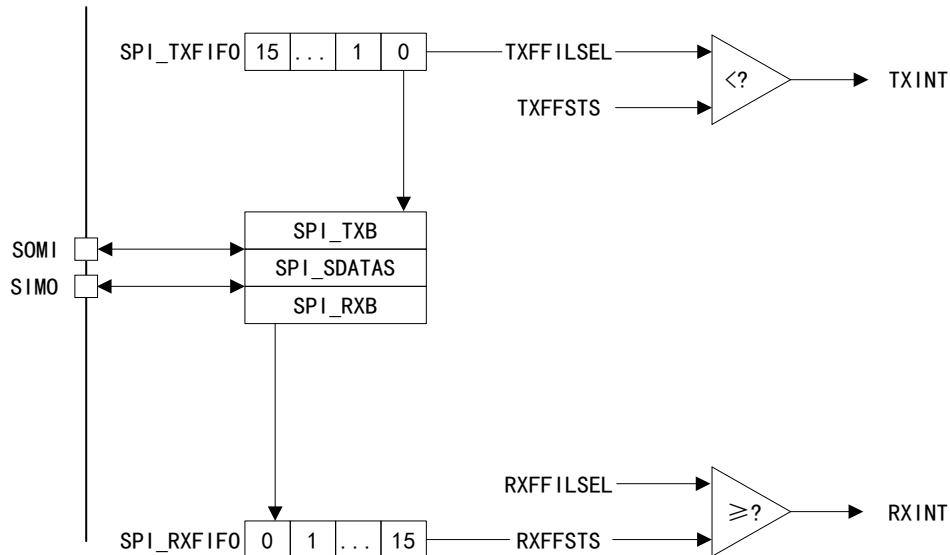 SPI_TXFIFO 15 ... 1 0 TXFFILSEL
<? TXINT
TXFFSTS
SPI_TXB
SOMI
SPI_SDATAS
SIMO
SPI_RXB
RXFFILSEL
≥? RXINT
SPI_RXFIFO 0 1 ... 15 RXFFSTS